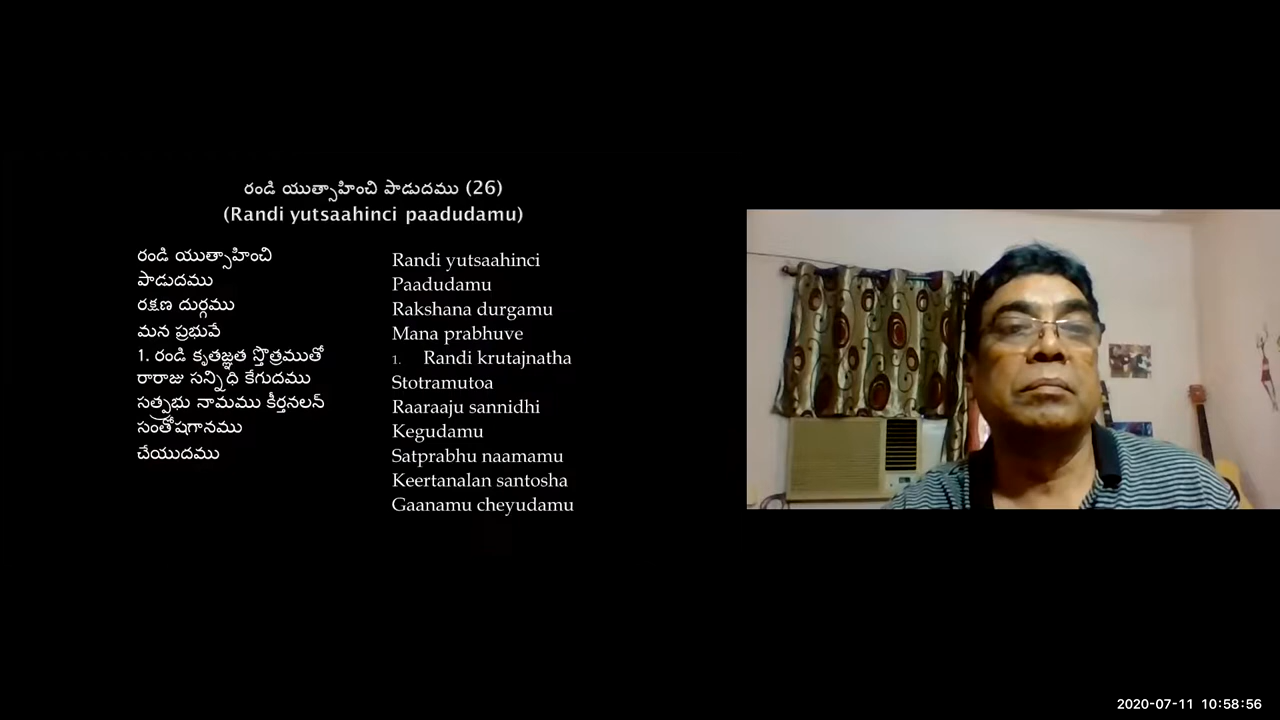 రండి యుత్సాహించి పాడుదము (26)
(Randi yutsaahinci paadudamu)
రండి యుత్సాహించి
పాడుదము
రక్షణ దుర్గము
మన ప్రభువే
1. రండి కృతజ్ఞత స్తొత్రముతో
రారాజు సన్నిధి కేగుదము
సత్ప్రభు నామము కీర్తనలన్
సంతోషగానము
చేయుదము
Randi yutsaahinci
Paadudamu
Rakshana durgamu
Mana prabhuve
1. Randi krutajnatha
Stotramutoa
Raaraaju sannidhi
Kegudamu
Satprabhu naamamu
Keertanalan santosha
Gaanamu cheyudamu
2020-07-11 10:58:56